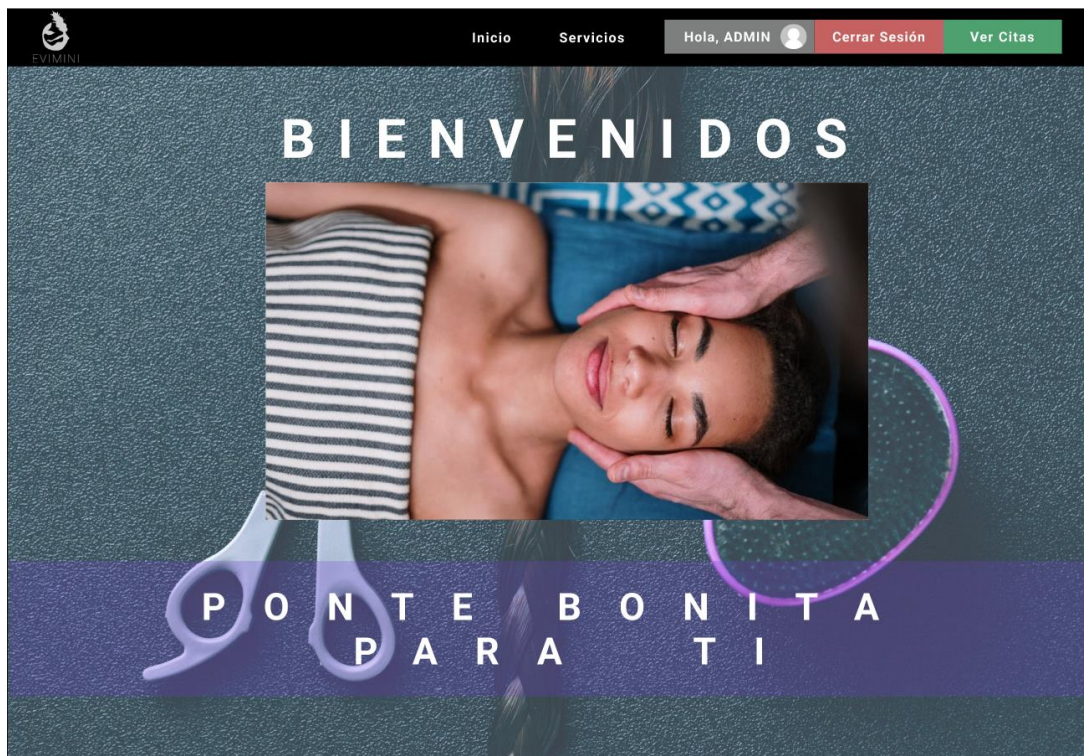 EVIMINI
Inicio
Servicios
Hola, ADMIN
Cerrar Sesión
Ver Citas
BIENVENIDOS
PONTE BONITA
PARA TI